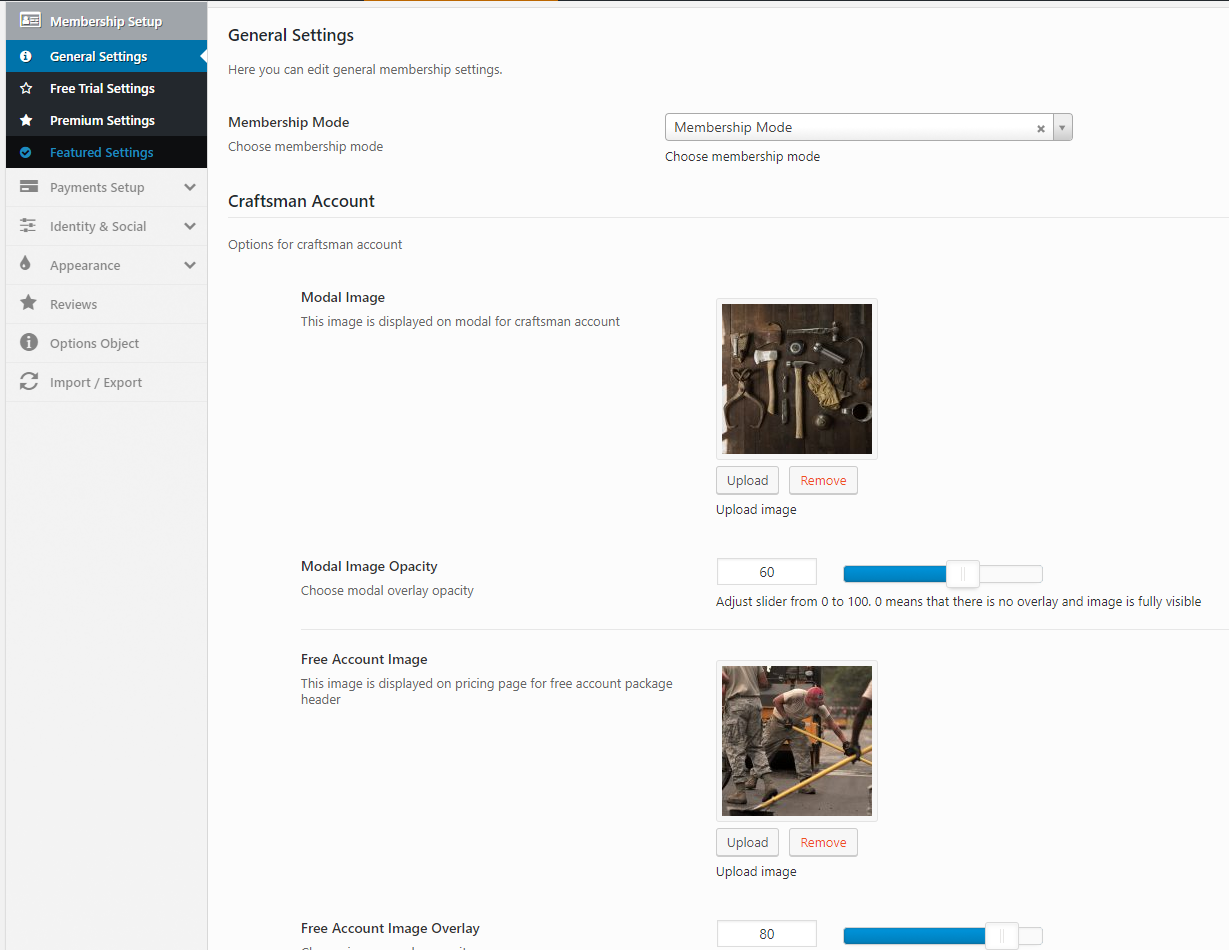 Membership Setup
General Settings
Free Trial Settings
Premium Settings
Featured Settings
Payments Setup
Identity & Social
Appearance
Reviews
Options Object
Import / Export
General Settings
Here you can edit general membership settings.
Membership Mode
Choose membership mode
Membership Mode
Choose membership mode
Craftsman Account
Options for craftsman account
Modal Image
This image is displayed on modal for craftsman account
Upload
Remove
Upload image
Modal Image Opacity
Choose modal overlay opacity
60
Adjust slider from 0 to 100. 0 means that there is no overlay and image is fully visible
Free Account Image
This image is displayed on pricing page for free account package
header
Upload
Remove
Upload image
Free Account Image Overlay
80